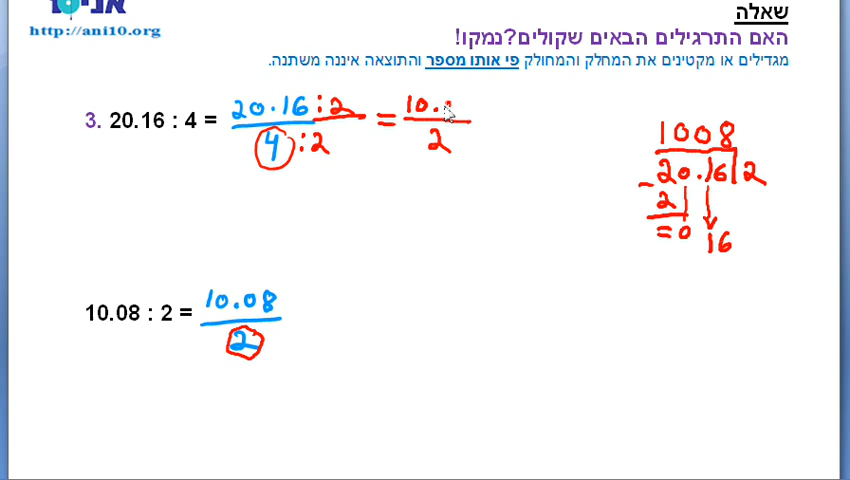 אני10
http://ani10.org
שאלה
האם התרגילים הבאים שקולים?נמקו!
מגדילים או מקטינים את המחלק והמחולק פי אותו מספר והתוצאה איננה משתנה.
3. 20.16 : 4 = 20.16 : 2 / 4 : 2 = 10. / 2
1008
20.16 2
- 2
= 0 16
10.08 : 2 = 10.08 / 2